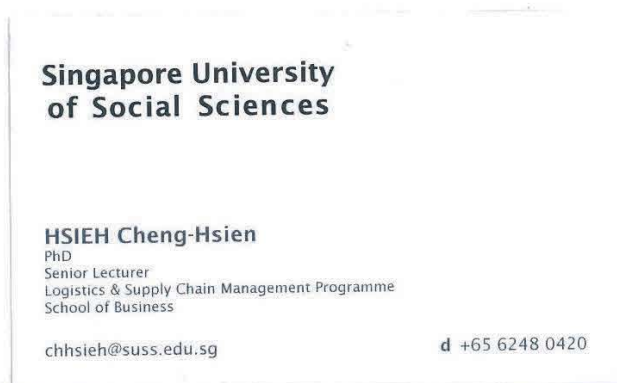 Singapore University
of Social Sciences
HSIEH Cheng-Hsien
PhD
Senior Lecturer
Logistics & Supply Chain Management Programme
School of Business
chhsieh@suss.edu.sg
d +65 6248 0420